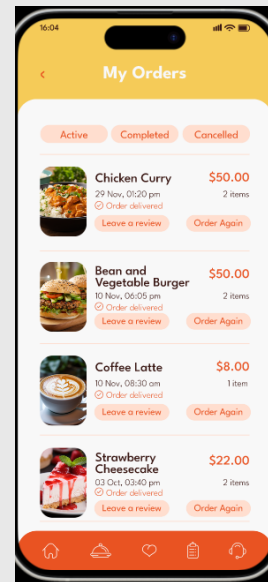 16:04
My Orders
Active Completed Cancelled
Chicken Curry $50.00
29 Nov, 01:20 pm 2 items
Order delivered
Leave a review Order Again
Bean and
Vegetable Burger $50.00
10 Nov, 06:05 pm 2 items
Order delivered
Leave a review Order Again
Coffee Latte $8.00
10 Nov, 08:30 am 1 item
Order delivered
Leave a review Order Again
Strawberry
Cheesecake $22.00
03 Oct, 03:40 pm 2 items
Order delivered
Leave a review Order Again